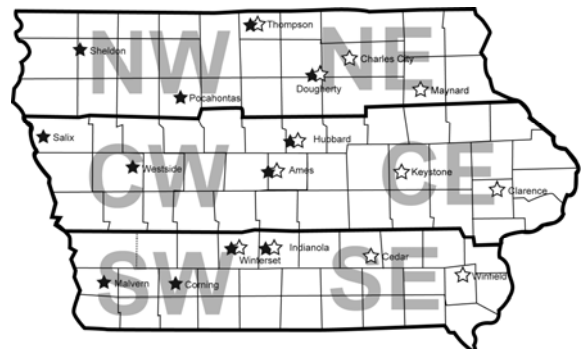 Thompson
NW
NE
Sheldon
Charles City
Dougherty
Maynard
Pocahontas
Salix
Hubbard
CW
CE
Westside
Ames
Keystone
Clarence
Indianola
Winterset
Cedar
SW
SE
Winfield
Malvern
Corning